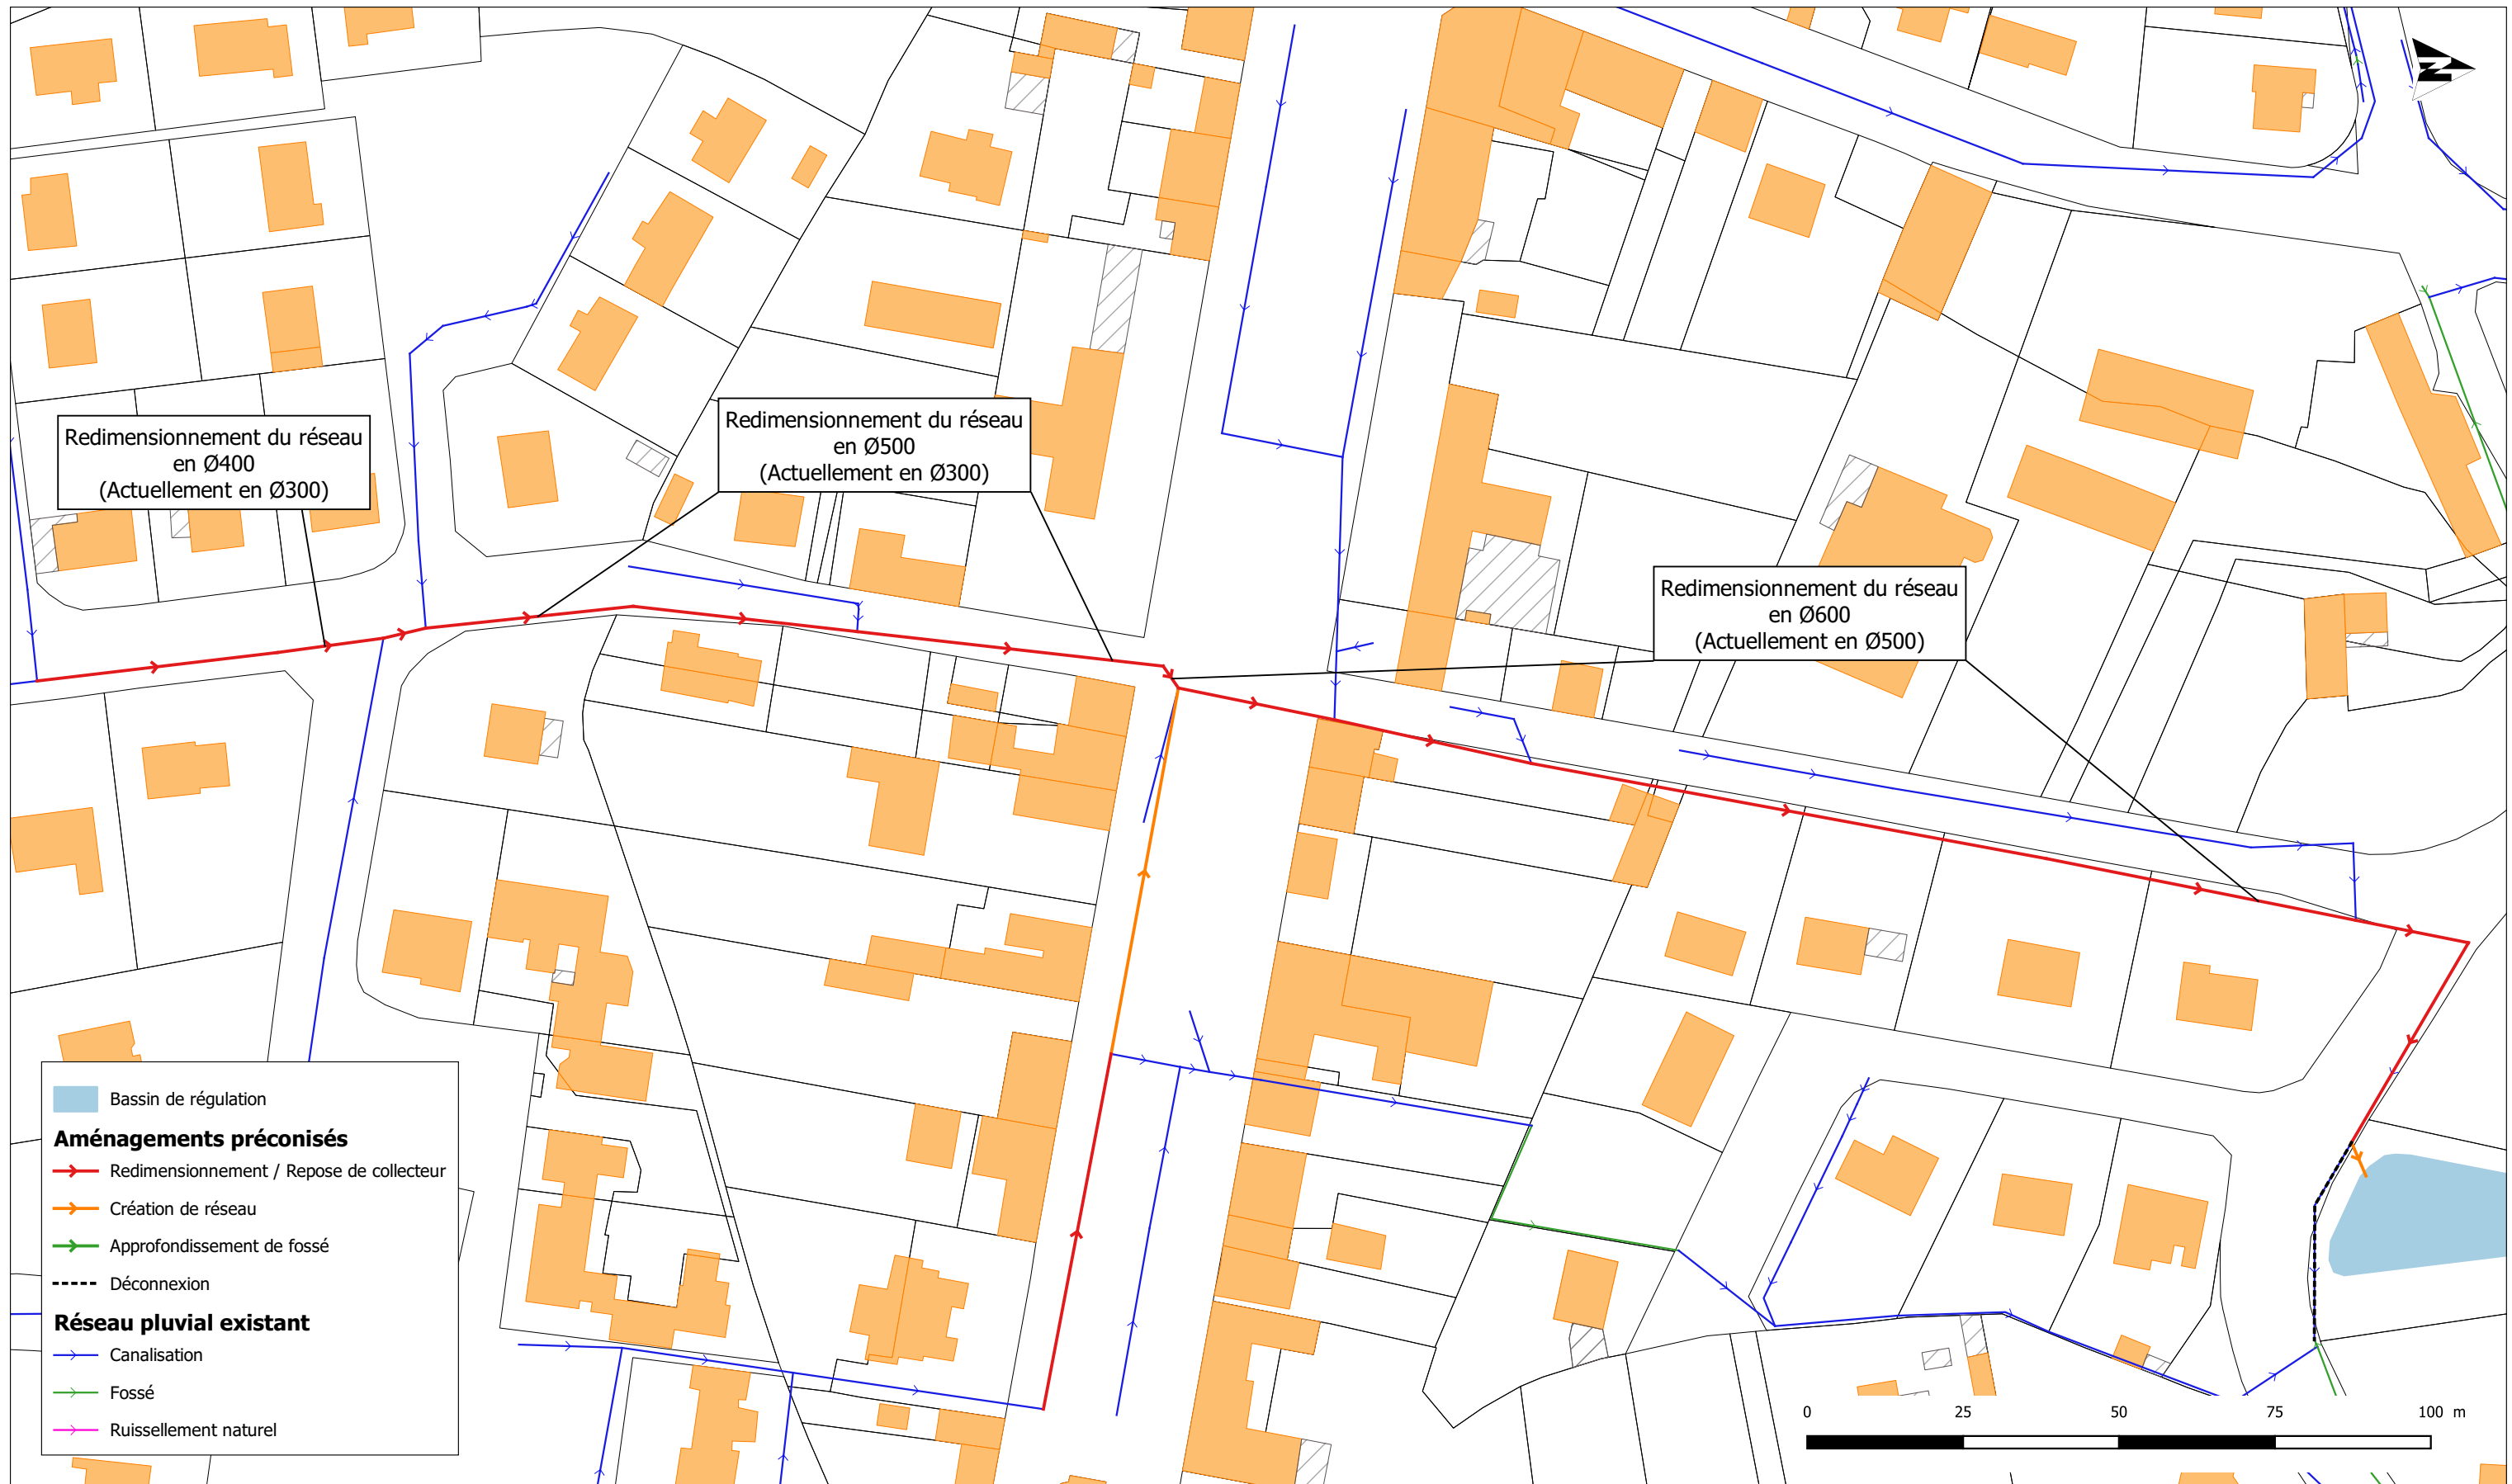 Redimensionnement du réseau
en Ø400
(Actuellement en Ø300)
Redimensionnement du réseau
en Ø500
(Actuellement en Ø300)
Redimensionnement du réseau
en Ø600
(Actuellement en Ø500)
Bassin de régulation
Aménagements préconisés
Redimensionnement / Repose de collecteur
Création de réseau
Approfondissement de fossé
Déconnexion
Réseau pluvial existant
Canalisation
Fossé
Ruissellement naturel
0 25 50 75 100 m
N